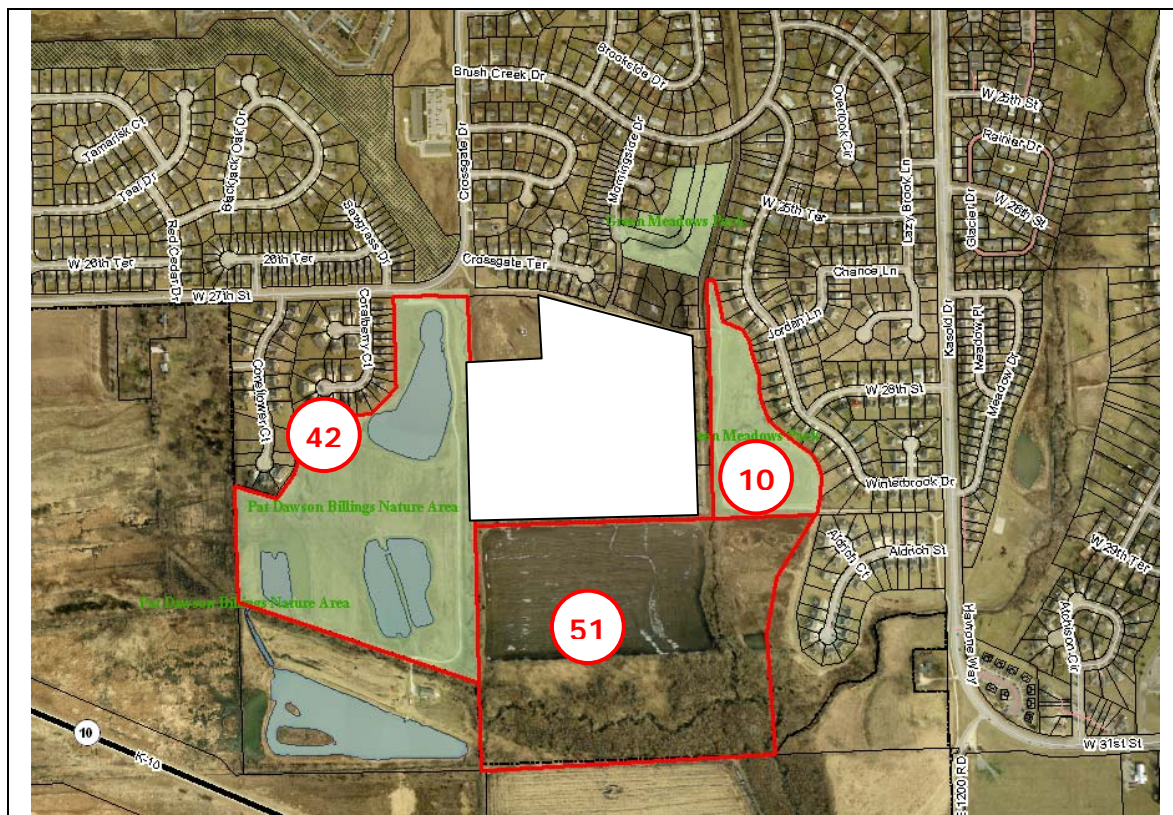 Brookside Dr
Brush Creek Dr
Overlook Cir
W 25th St
Tamarisk Ct
Blackjack Oak Dr
Crossgate Dr
Morningside Dr
Rainier Dr
Teal Dr
Lazy Brook Ln
Glacier Dr
W 26th St
W 25th Ter
Green Meadows Park
Sawgrass Dr
Red Cedar Dr
W 26th Ter
26th Ter
Crossgate Ter
Chance Ln
W 27th St
Coralberry Ct
Jordan Ln
Kasold Dr
Meadow Pl
Meadow Dr
Coneflower Ct
W 28th St
42
Green Meadows Park
10
Winterbrook Dr
Pat Dawson Billings Nature Area
Aldrich Ct
Aldrich St
W 29th Ter
Pat Dawson Billings Nature Area
51
Atchison Cir
Hawthorne Way
10
K-10
W 31st St
E 1200 RD